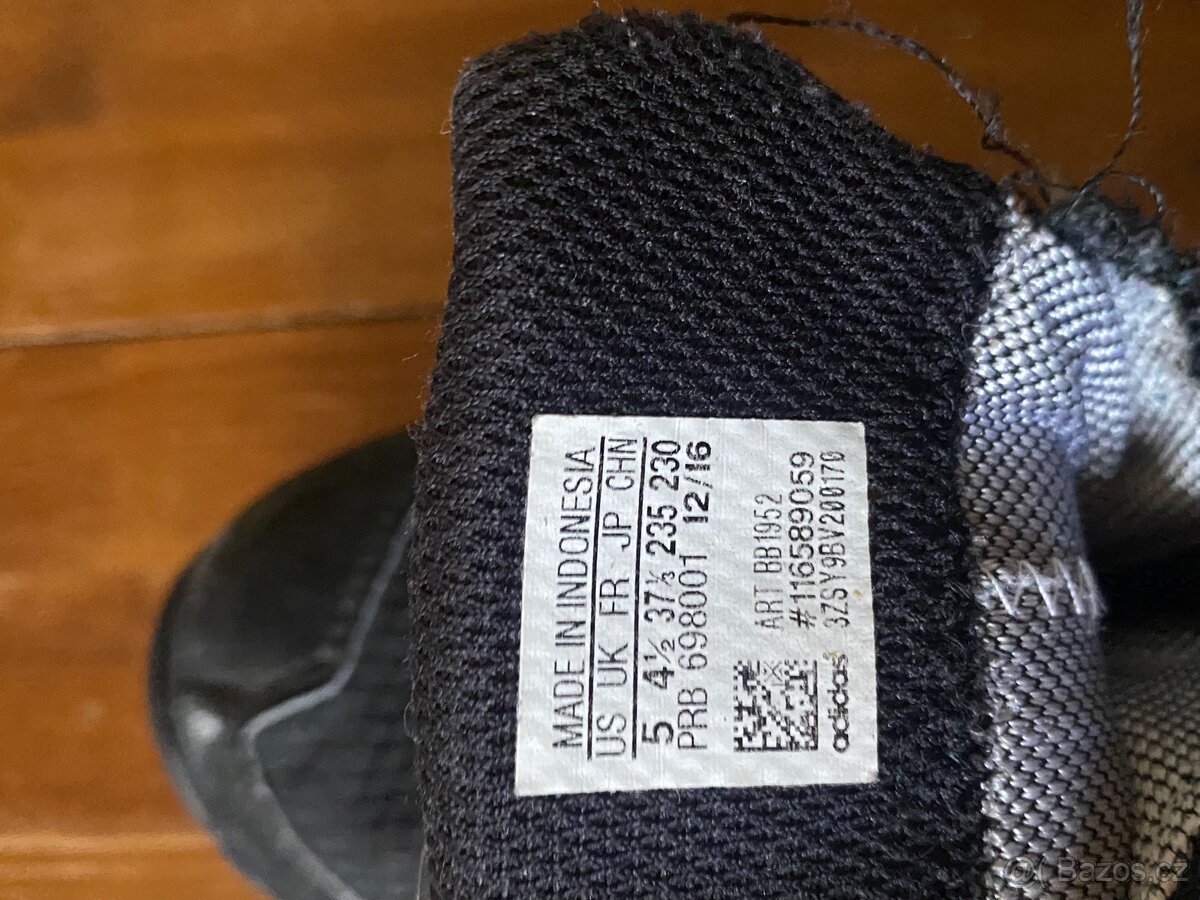 MADE IN INDONESIA
US UK FR JP CHN
5 4½ 37⅓ 235 230
PRB 698001 12/16
ART BB1952
#116589059
adidas 3ZSY9BV200170
Bazos.cz